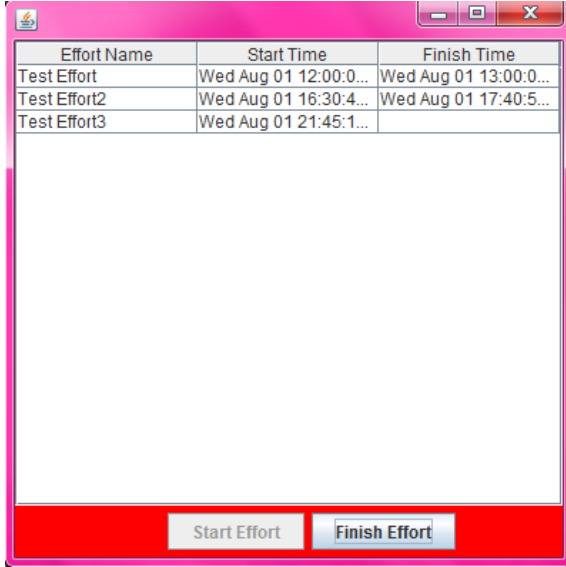 Effort Name Start Time Finish Time
Test Effort Wed Aug 01 12:00:0... Wed Aug 01 13:00:0...
Test Effort2 Wed Aug 01 16:30:4... Wed Aug 01 17:40:5...
Test Effort3 Wed Aug 01 21:45:1...
Start Effort Finish Effort